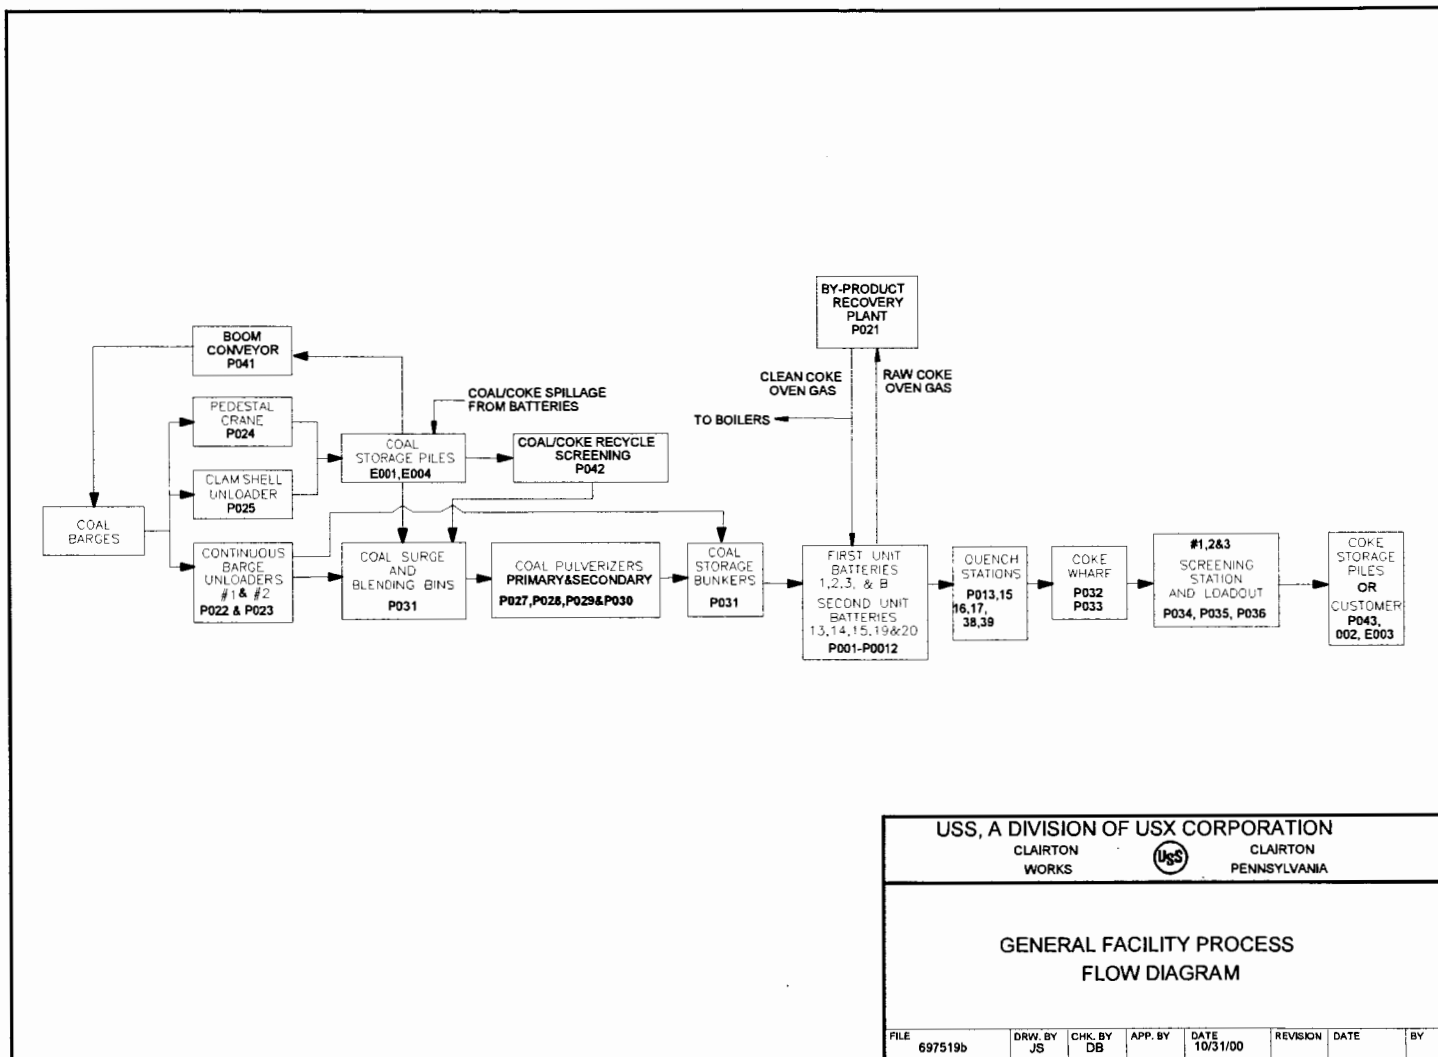 BY-PRODUCT
RECOVERY
PLANT
P021
BOOM
CONVEYOR
P041
CLEAN COKE
OVEN GAS
RAW COKE
OVEN GAS
COAL/COKE SPILLAGE
FROM BATTERIES
TO BOILERS
PEDESTAL
CRANE
P024
COAL
STORAGE PILES
E001,E004
COAL/COKE RECYCLE
SCREENING
P042
CLAM SHELL
UNLOADER
P025
COAL
BARGES
CONTINUOUS
BARGE
UNLOADERS
#1 & #2
P022 & P023
COAL SURGE
AND
BLENDING BINS
P031
COAL PULVERIZERS
PRIMARY&SECONDARY
P027,P028,P029&P030
COAL
STORAGE
BUNKERS
P031
FIRST UNIT
BATTERIES
1,2,3, & B
SECOND UNIT
BATTERIES
13,14,15,19&20
P001-P0012
QUENCH
STATIONS
P013,15
16,17,
38,39
COKE
WHARF
P032
P033
#1,2&3
SCREENING
STATION
AND LOADOUT
P034, P035, P036
COKE
STORAGE
PILES
OR
CUSTOMER
P043,
002, E003
USS, A DIVISION OF USX CORPORATION
CLAIRTON
WORKS
USS
CLAIRTON
PENNSYLVANIA
GENERAL FACILITY PROCESS
FLOW DIAGRAM
FILE
697519b
DRW. BY
JS
CHK. BY
DB
APP. BY
DATE
10/31/00
REVISION
DATE
BY